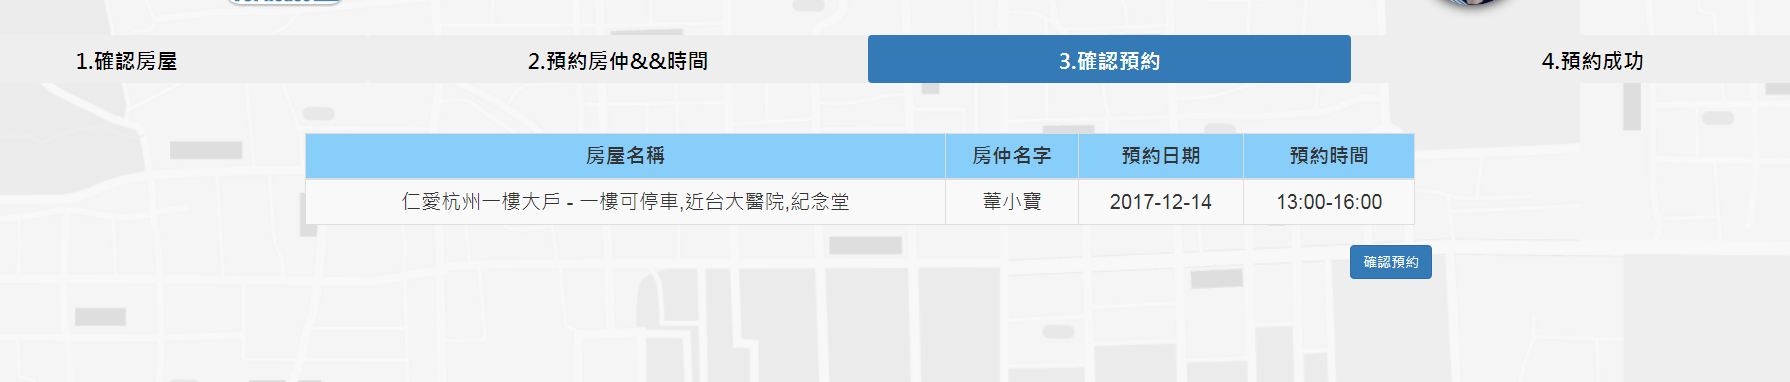 1.確認房屋 2.預約房仲&&時間 3.確認預約 4.預約成功
房屋名稱 房仲名字 預約日期 預約時間
仁愛杭州一樓大戶 - 一樓可停車,近台大醫院,紀念堂 葦小寶 2017-12-14 13:00-16:00
確認預約